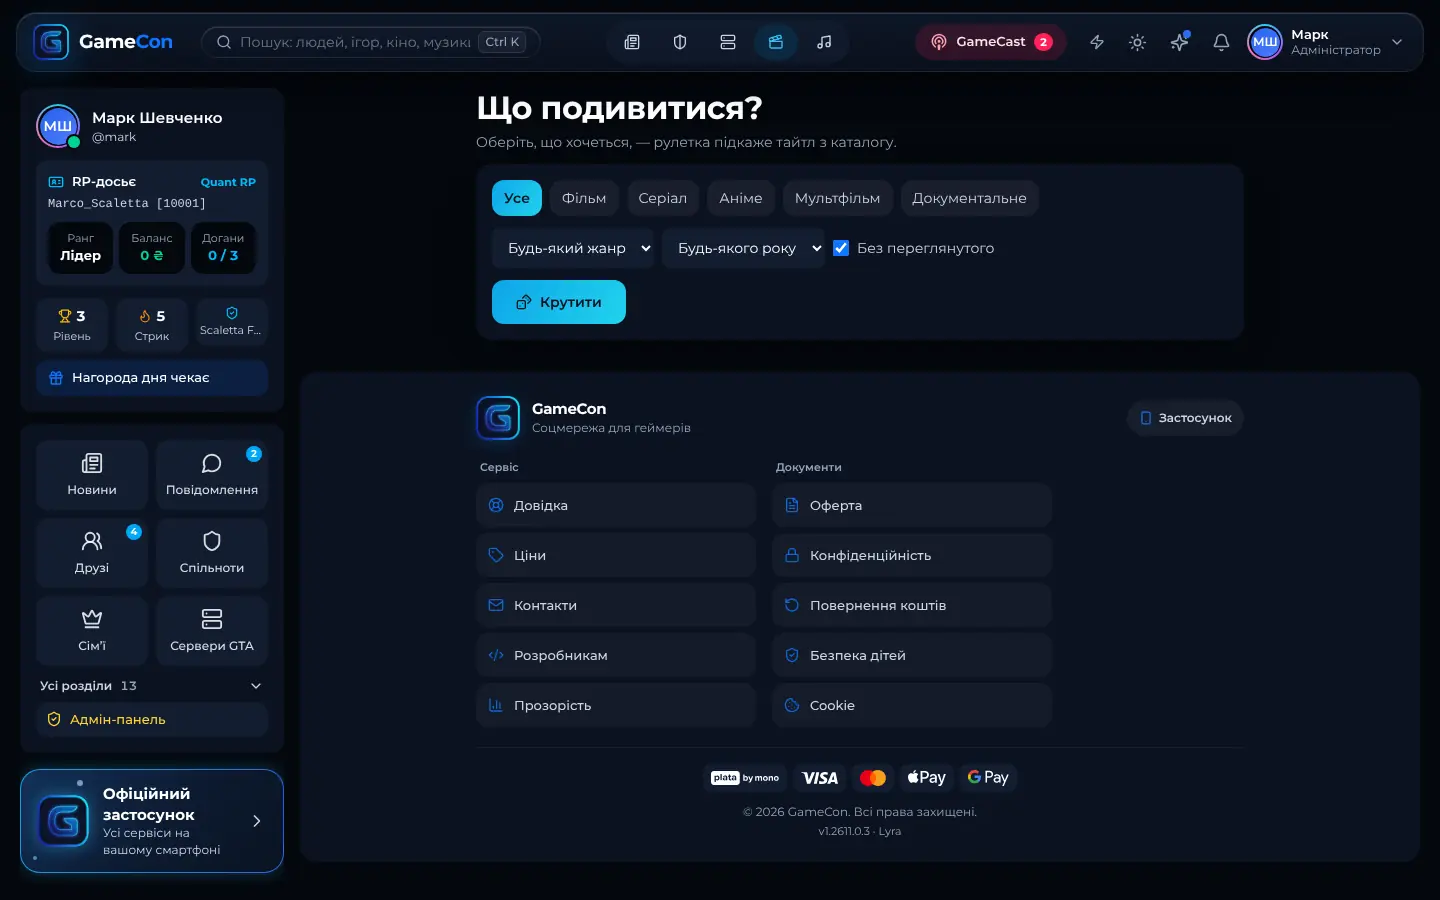 GameCon
Пошук: людей, ігор, кіно, музики
Ctrl K
GameCast 2
МШ
Марк
Адміністратор
МШ
Марк Шевченко
@mark
RP-досьє
Quant RP
Marco_Scaletta [10001]
Ранг
Лідер
Баланс
0 ₴
Догани
0 / 3
3
Рівень
5
Стрик
Scaletta F...
Нагорода дня чекає
Новини
2
Повідомлення
4
Друзі
Спільноти
Сім'ї
Сервери GTA
Усі розділи 13
Адмін-панель
Офіційний
застосунок
Усі сервіси на
вашому смартфоні
Що подивитися?
Оберіть, що хочеться, — рулетка підкаже тайтл з каталогу.
Усе
Фільм
Серіал
Аніме
Мультфільм
Документальне
Будь-який жанр
Будь-якого року
Без переглянутого
Крутити
GameCon
Соцмережа для геймерів
Застосунок
Сервіс
Довідка
Ціни
Контакти
Розробникам
Прозорість
Документи
Оферта
Конфіденційність
Повернення коштів
Безпека дітей
Cookie
plata by mono
VISA
Pay
G Pay
© 2026 GameCon. Всі права захищені.
v1.2611.0.3 · Lyra